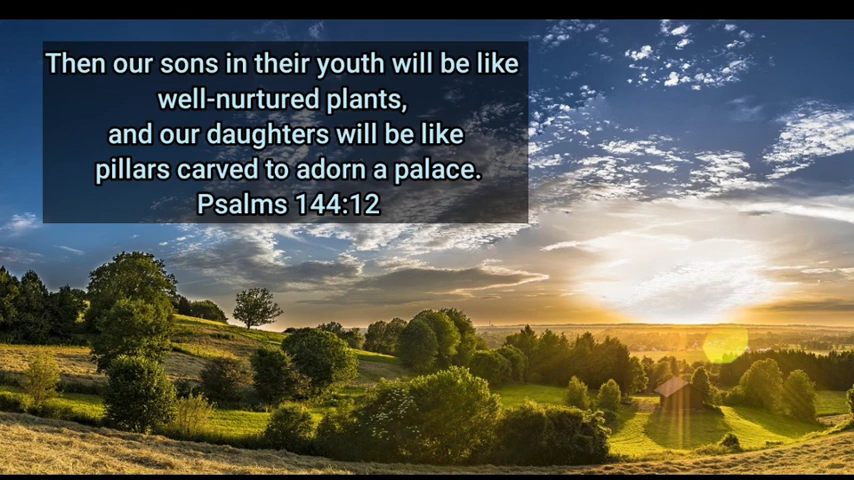 Then our sons in their youth will be like
well-nurtured plants,
and our daughters will be like
pillars carved to adorn a palace.
Psalms 144:12